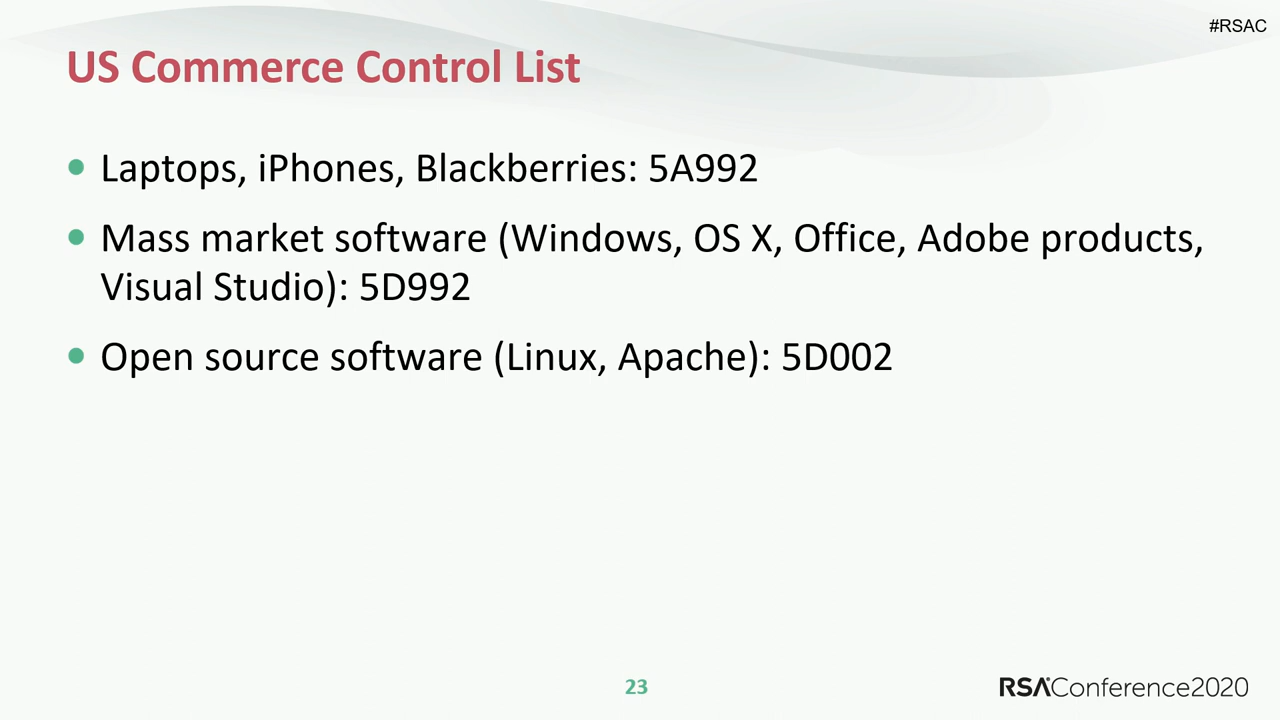 #RSAC
US Commerce Control List
• Laptops, iPhones, Blackberries: 5A992
• Mass market software (Windows, OS X, Office, Adobe products,
Visual Studio): 5D992
• Open source software (Linux, Apache): 5D002
23
RSAConference2020